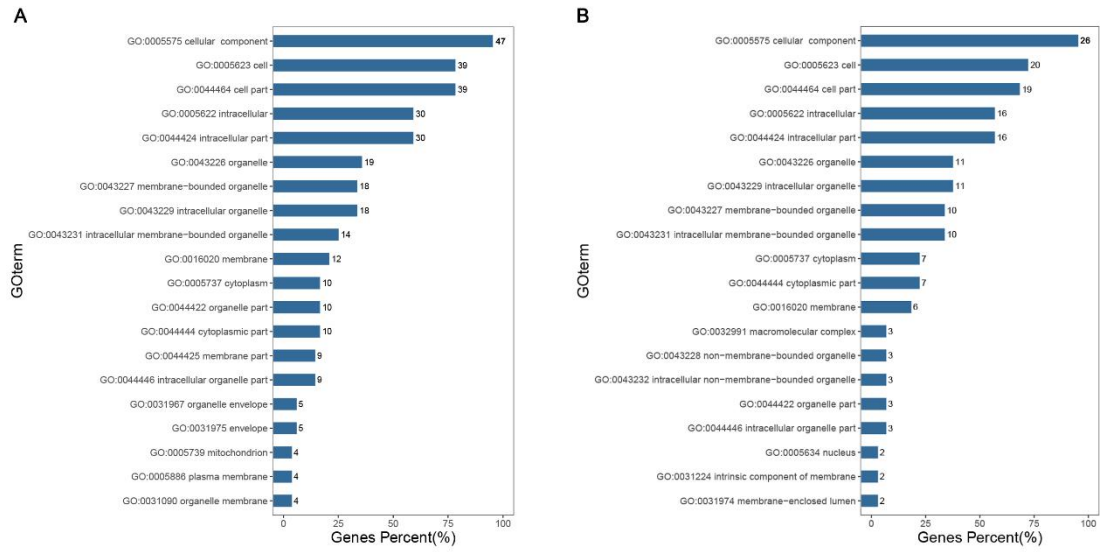 A
GOterm
GO:0005575 cellular component 47
GO:0005623 cell 39
GO:0044464 cell part 39
GO:0005622 intracellular 30
GO:0044424 intracellular part 30
GO:0043226 organelle 19
GO:0043227 membrane-bounded organelle 18
GO:0043229 intracellular organelle 18
GO:0043231 intracellular membrane-bounded organelle 14
GO:0016020 membrane 12
GO:0005737 cytoplasm 10
GO:0044422 organelle part 10
GO:0044444 cytoplasmic part 10
GO:0044425 membrane part 9
GO:0044446 intracellular organelle part 9
GO:0031967 organelle envelope 5
GO:0031975 envelope 5
GO:0005739 mitochondrion 4
GO:0005886 plasma membrane 4
GO:0031090 organelle membrane 4
0 25 50 75 100
Genes Percent(%)
B
GOterm
GO:0005575 cellular component 26
GO:0005623 cell 20
GO:0044464 cell part 19
GO:0005622 intracellular 16
GO:0044424 intracellular part 16
GO:0043226 organelle 11
GO:0043229 intracellular organelle 11
GO:0043227 membrane-bounded organelle 10
GO:0043231 intracellular membrane-bounded organelle 10
GO:0005737 cytoplasm 7
GO:0044444 cytoplasmic part 7
GO:0016020 membrane 6
GO:0032991 macromolecular complex 3
GO:0043228 non-membrane-bounded organelle 3
GO:0043232 intracellular non-membrane-bounded organelle 3
GO:0044422 organelle part 3
GO:0044446 intracellular organelle part 3
GO:0005634 nucleus 2
GO:0031224 intrinsic component of membrane 2
GO:0031974 membrane-enclosed lumen 2
0 25 50 75 100
Genes Percent(%)